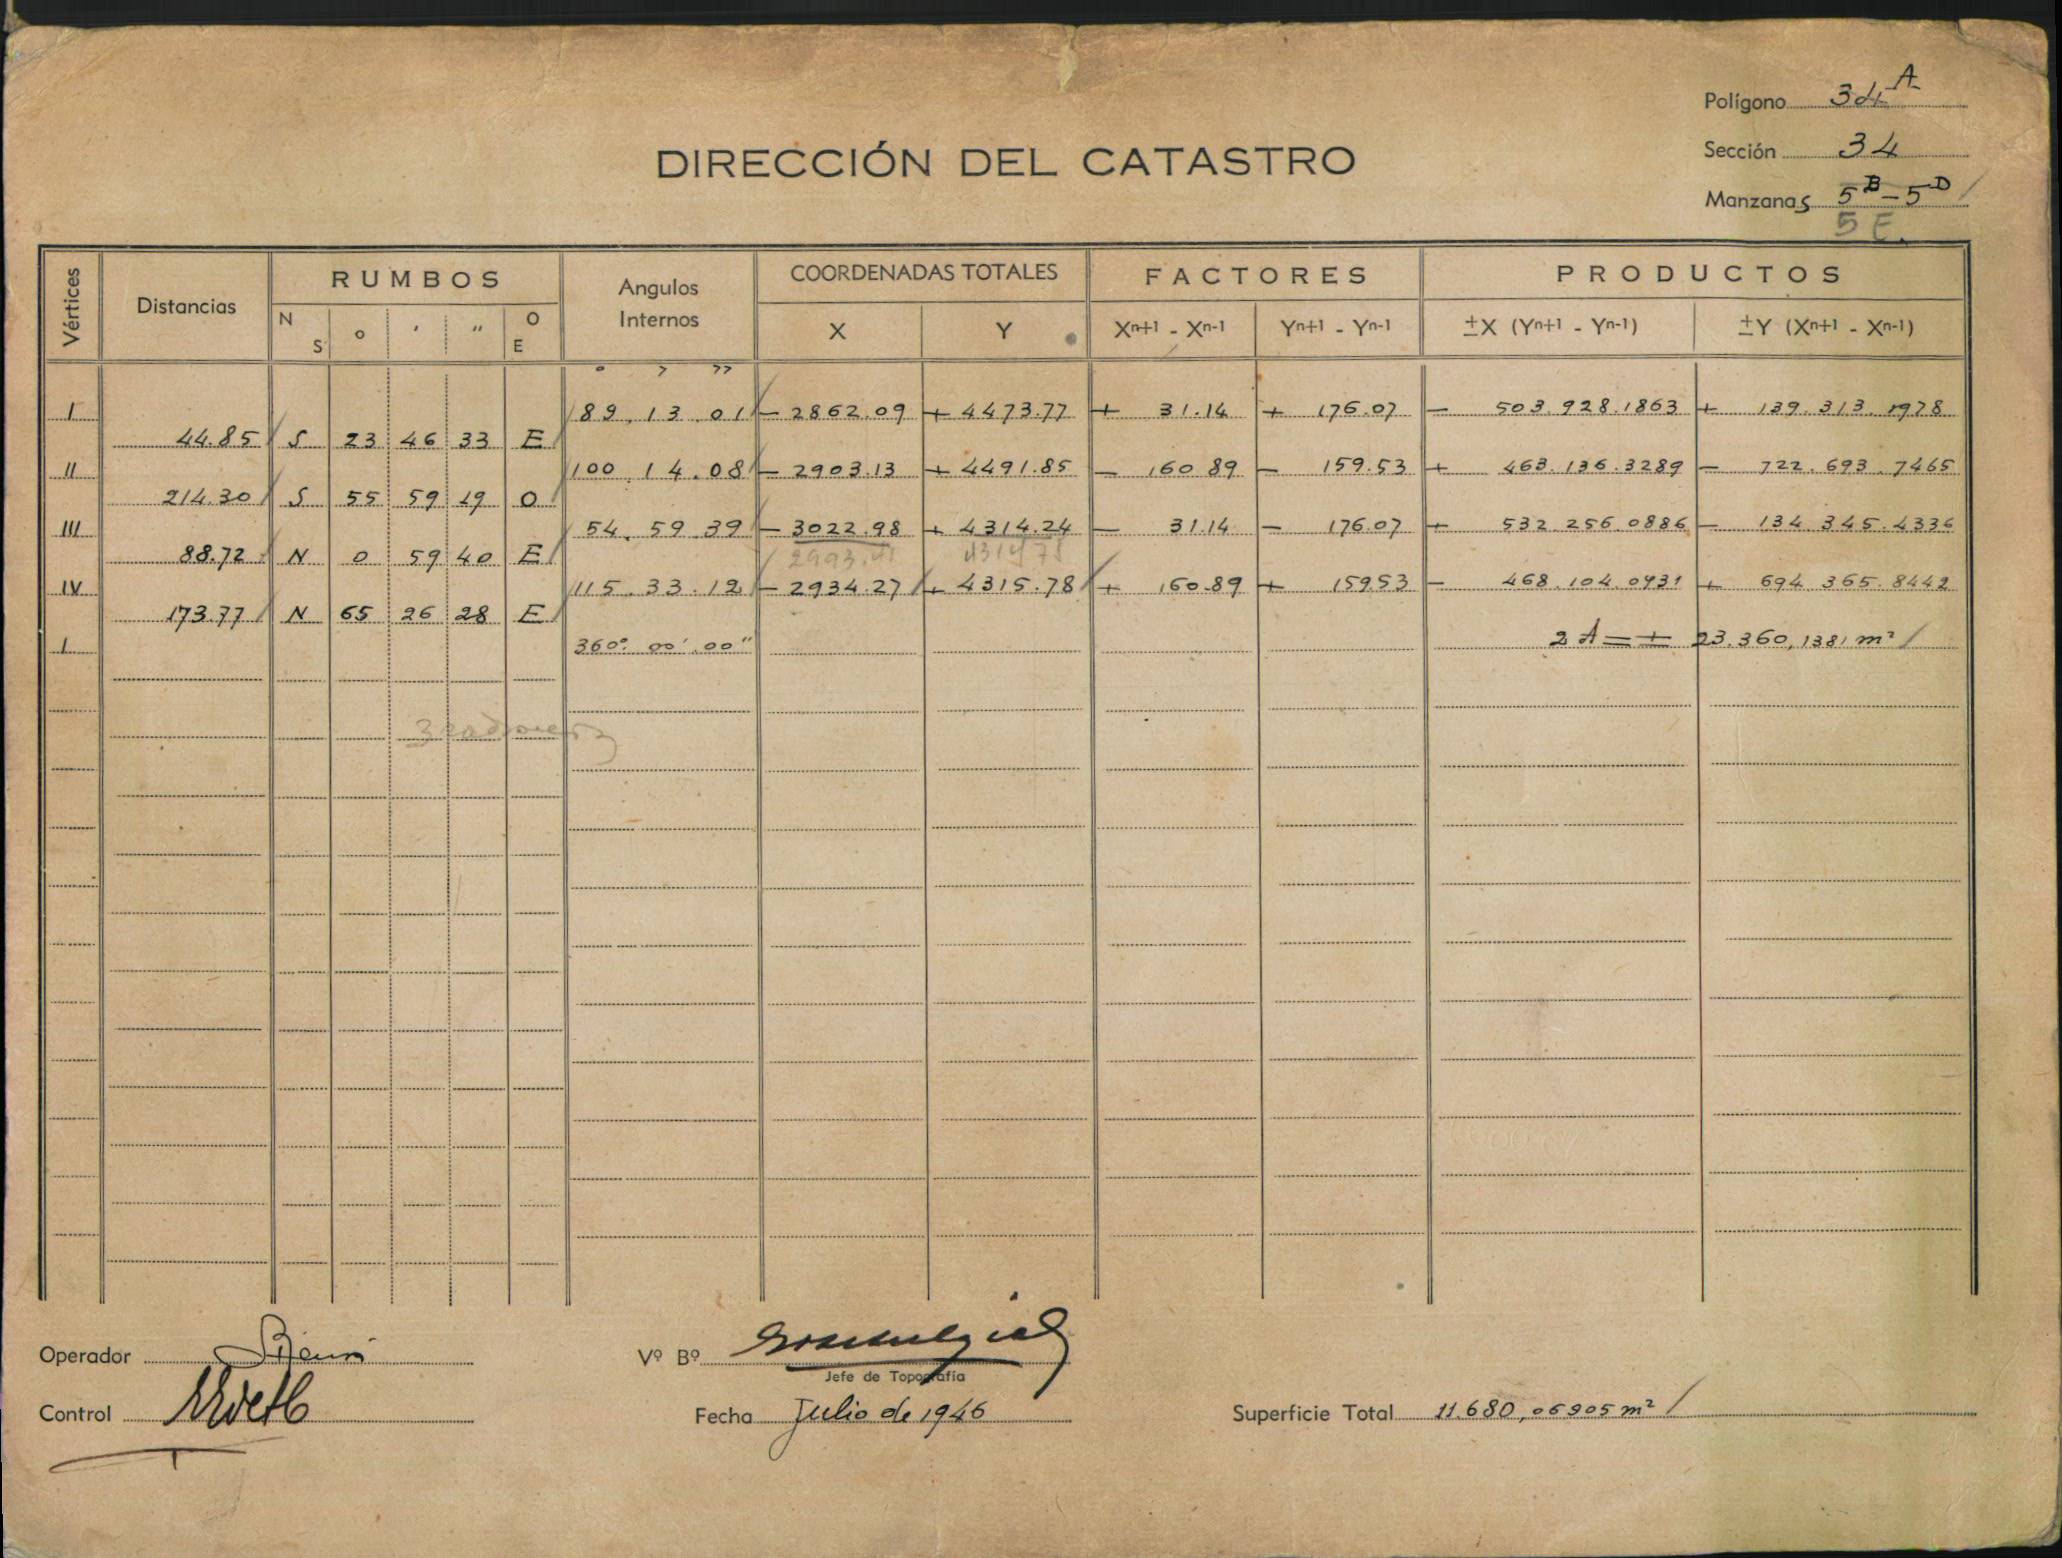 Polígono 34 A
Sección 34
DIRECCIÓN DEL CATASTRO
Manzanas 5B - 5D /
5 E.
Vértices Distancias RUMBOS Angulos Internos COORDENADAS TOTALES FACTORES PRODUCTOS
N S o ' " O E X Y Xn+1 - Xn-1 Yn+1 - Yn-1 ±X (Yn+1 - Yn-1) ±Y (Xn+1 - Xn-1)
I 89. 13. 01 - 2862.09 + 4473.77 + 31.14 + 176.07 - 503.928.1863 + 139.313.1978
44.85 S 23 46 33 E
II 100. 14. 08 - 2903.13 + 4491.85 - 160.89 - 159.53 + 463.136.3289 - 722.693.7465
214.30 S 55 59 19 O
III 54. 59. 39 - 3022.98 + 4314.24 - 31.14 - 176.07 + 532.256.0886 - 134.345.4336
88.72 N 0 59 40 E
IV 115. 33. 12 - 2934.27 + 4315.78 + 160.89 + 159.53 - 468.104.0931 + 694.365.8442
173.77 N 65 26 28 E
I 360°. 00'. 00" 2 A = + 23.360,1381 m² /
Operador
Vº Bº
Jefe de Topografía
Control
Fecha Julio de 1946
Superficie Total 11.680,06905 m² /